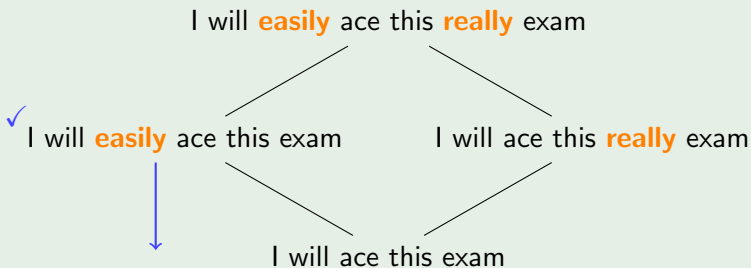 I will easily ace this really exam
✓
I will easily ace this exam
I will ace this really exam
I will ace this exam